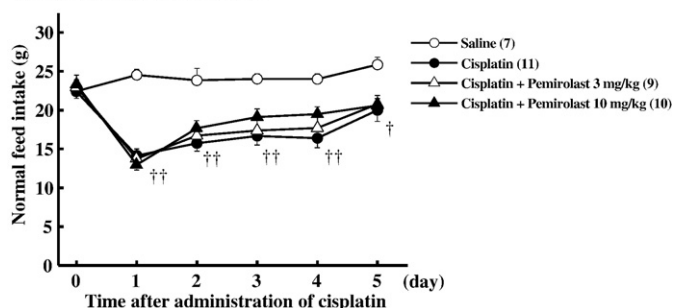 Normal feed intake (g)
30
25
20
15
10
5
0
0 1 2 3 4 5 (day)
Time after administration of cisplatin
†† †† †† †† †
Saline (7)
Cisplatin (11)
Cisplatin + Pemirolast 3 mg/kg (9)
Cisplatin + Pemirolast 10 mg/kg (10)